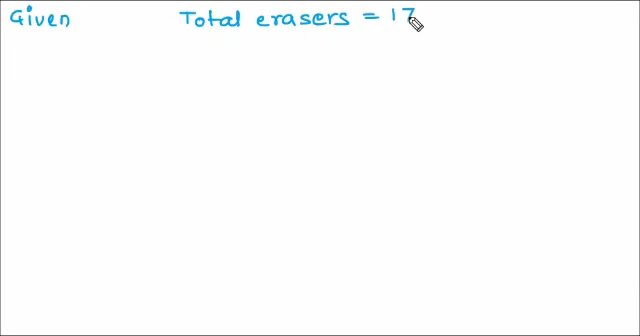 Given Total erasers = 17